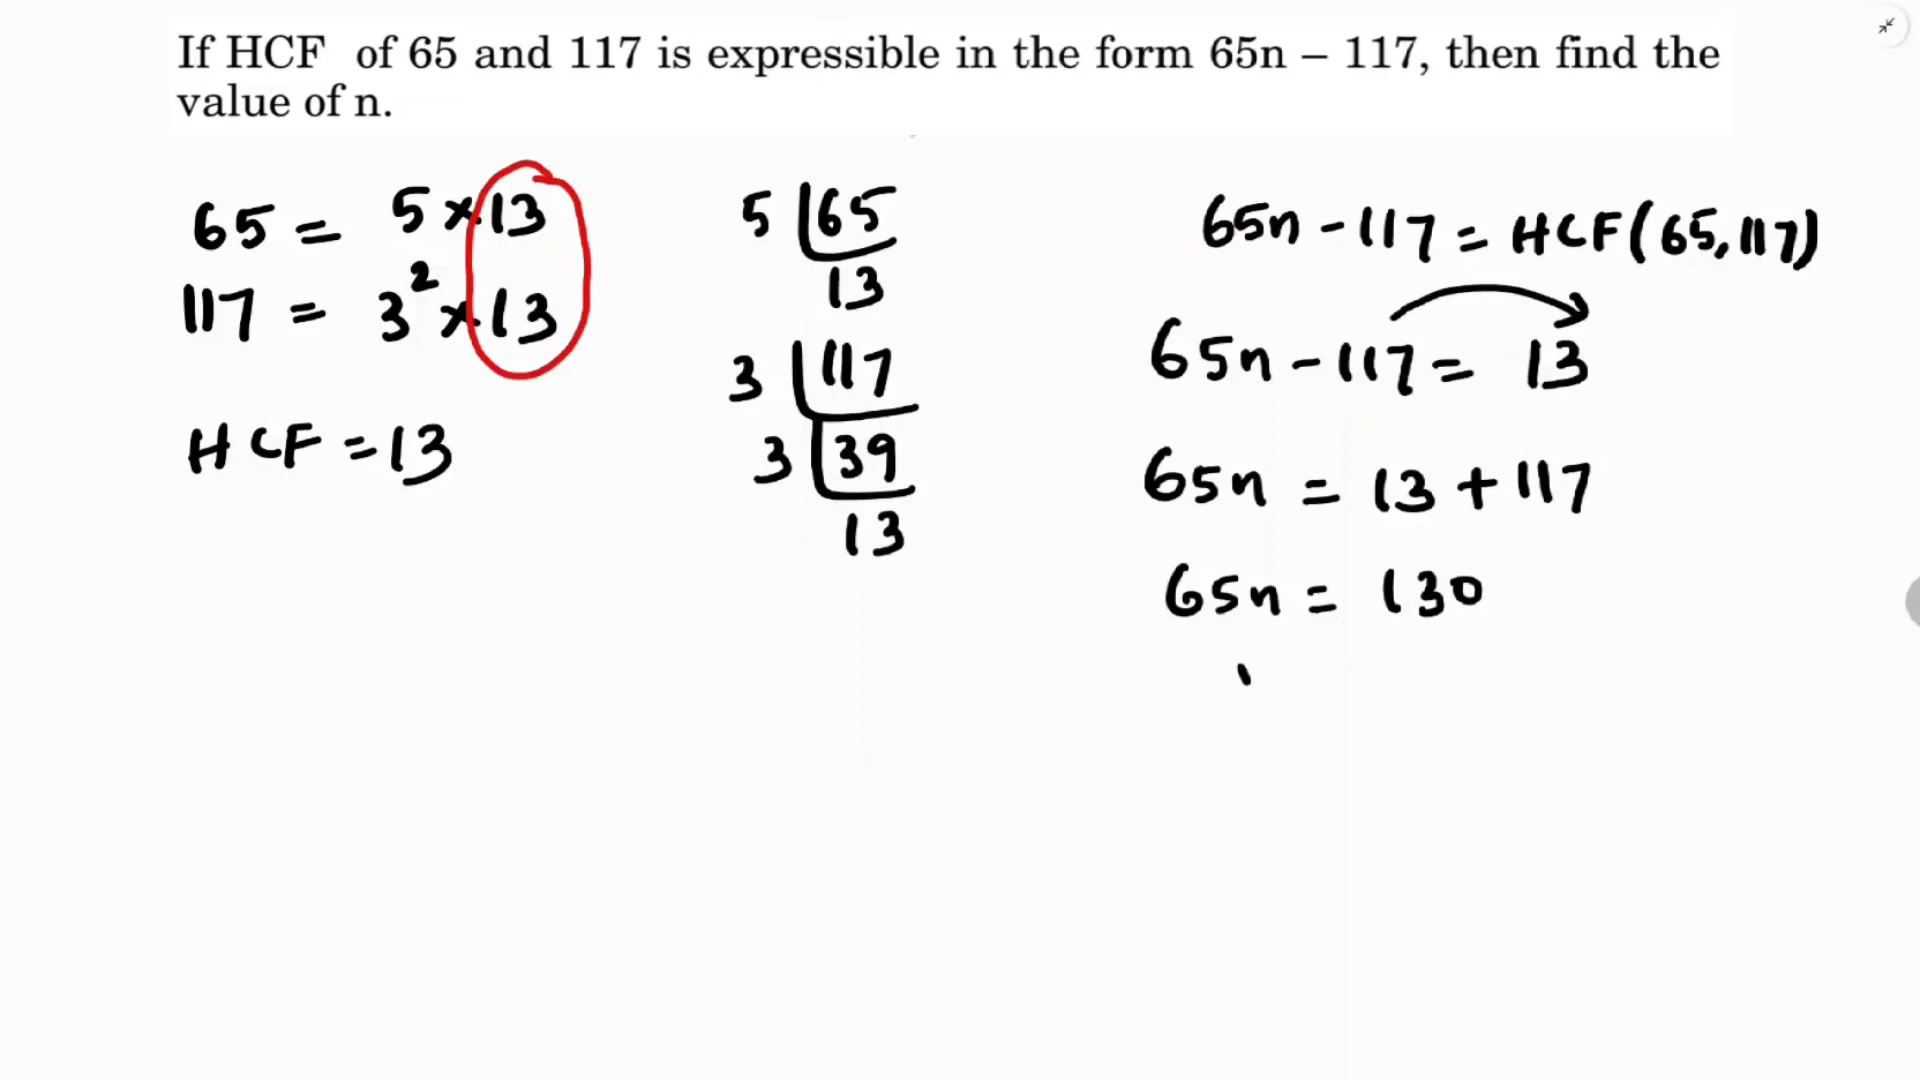 If HCF of 65 and 117 is expressible in the form 65n – 117, then find the
value of n.
65 = 5 × 13
117 = 3² × 13
HCF = 13
5 65
13
3 117
3 39
13
65n - 117 = HCF(65, 117)
65n - 117 = 13
65n = 13 + 117
65n = 130